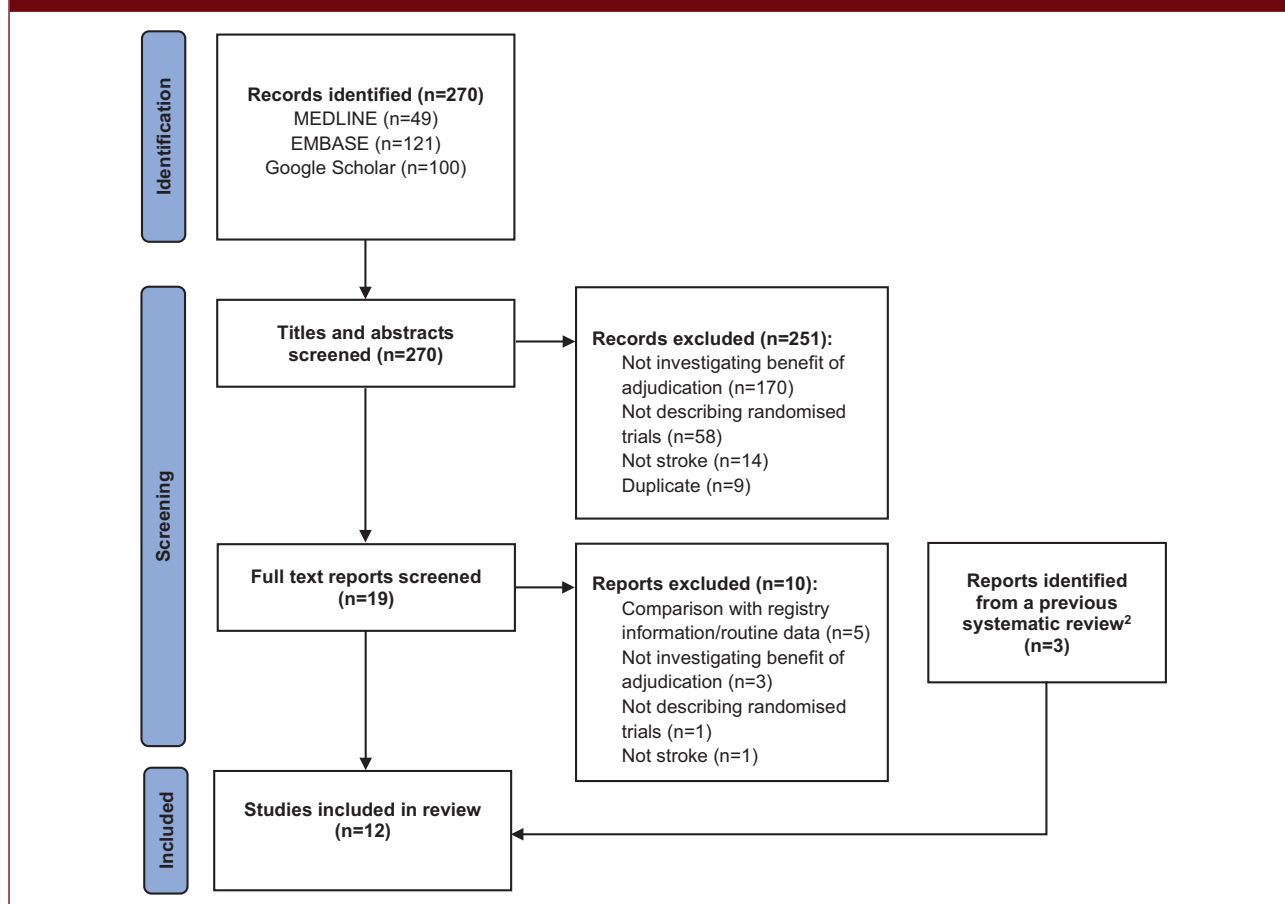 Identification
Records identified (n=270)
MEDLINE (n=49)
EMBASE (n=121)
Google Scholar (n=100)
Screening
Titles and abstracts
screened (n=270)
Records excluded (n=251):
Not investigating benefit of
adjudication (n=170)
Not describing randomised
trials (n=58)
Not stroke (n=14)
Duplicate (n=9)
Full text reports screened
(n=19)
Reports excluded (n=10):
Comparison with registry
information/routine data (n=5)
Not investigating benefit of
adjudication (n=3)
Not describing randomised
trials (n=1)
Not stroke (n=1)
Reports identified
from a previous
systematic review²
(n=3)
Included
Studies included in review
(n=12)